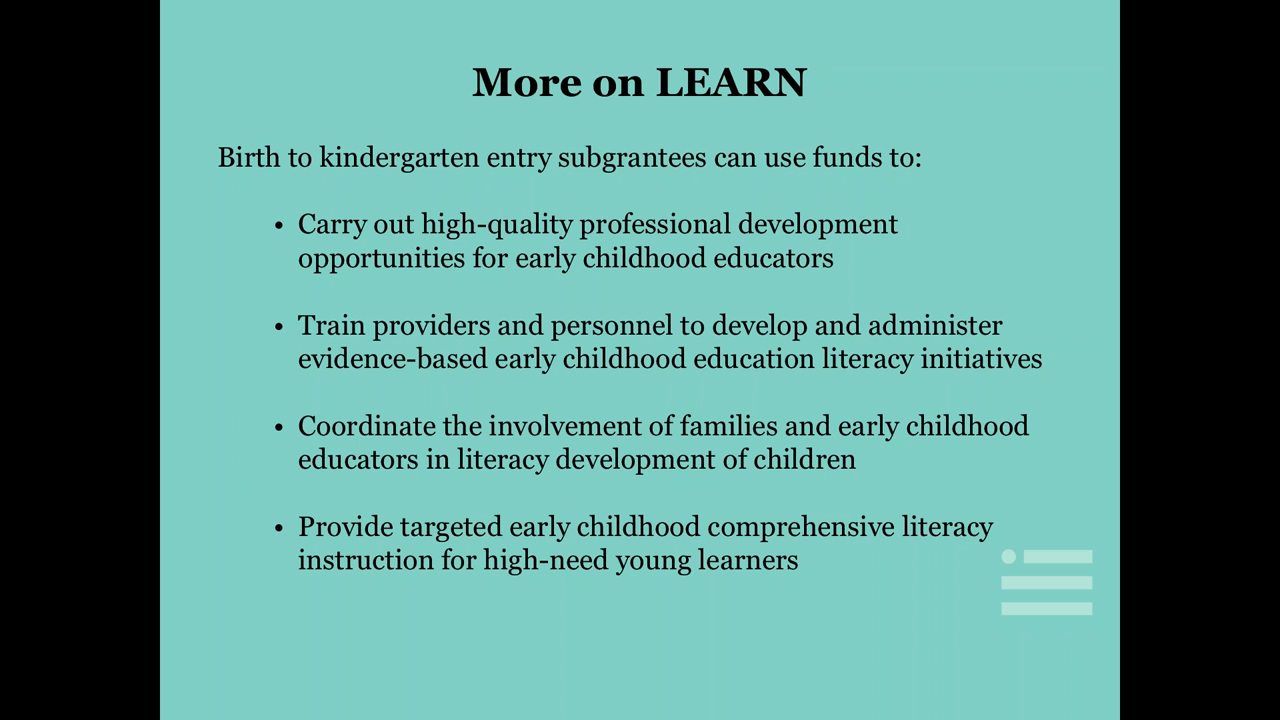 More on LEARN
Birth to kindergarten entry subgrantees can use funds to:
• Carry out high-quality professional development
opportunities for early childhood educators
• Train providers and personnel to develop and administer
evidence-based early childhood education literacy initiatives
• Coordinate the involvement of families and early childhood
educators in literacy development of children
• Provide targeted early childhood comprehensive literacy
instruction for high-need young learners